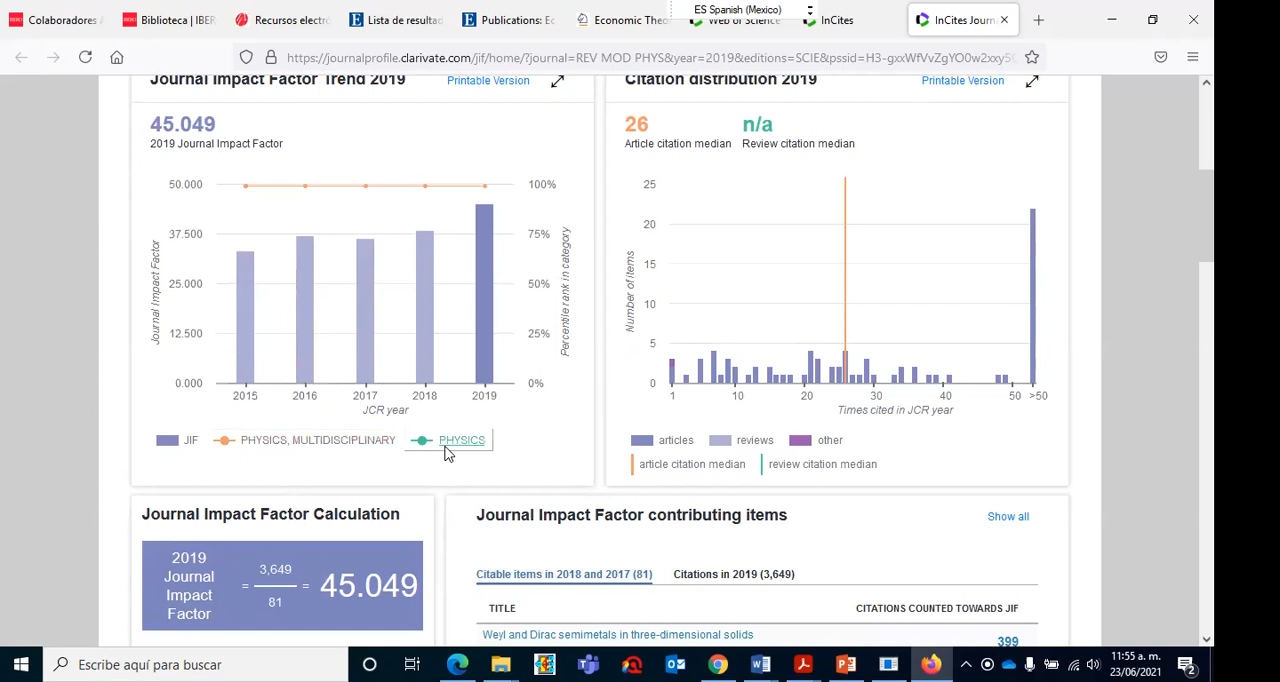 ES Spanish (Mexico)
Colaboradores
Biblioteca | IBER
Recursos electró
Lista de resultad
Publications: Ec
Economic Theo
Web of Science
InCites
InCites Journ
https://journalprofile.clarivate.com/jif/home/?journal=REV MOD PHYS&year=2019&editions=SCIE&pssid=H3-
Journal Impact Factor Trend 2019
Printable Version
45.049
2019 Journal Impact Factor
50.000
37.500
25.000
12.500
0.000
Journal Impact Factor
100%
75%
50%
25%
0%
Percentile rank in category
2015 2016 2017 2018 2019
JCR year
JIF PHYSICS, MULTIDISCIPLINARY PHYSICS
Citation distribution 2019
Printable Version
26 n/a
Article citation median Review citation median
25
20
15
10
5
0
Number of items
1 10 20 30 40 50 >50
Times cited in JCR year
articles reviews other
article citation median review citation median
Journal Impact Factor Calculation
2019
Journal
Impact
Factor
= 3,649
81
= 45.049
Journal Impact Factor contributing items
Show all
Citable items in 2018 and 2017 (81) Citations in 2019 (3,649)
TITLE CITATIONS COUNTED TOWARDS JIF
Weyl and Dirac semimetals in three-dimensional solids 399
Escribe aquí para buscar
11:55 a. m.
23/06/2021
2